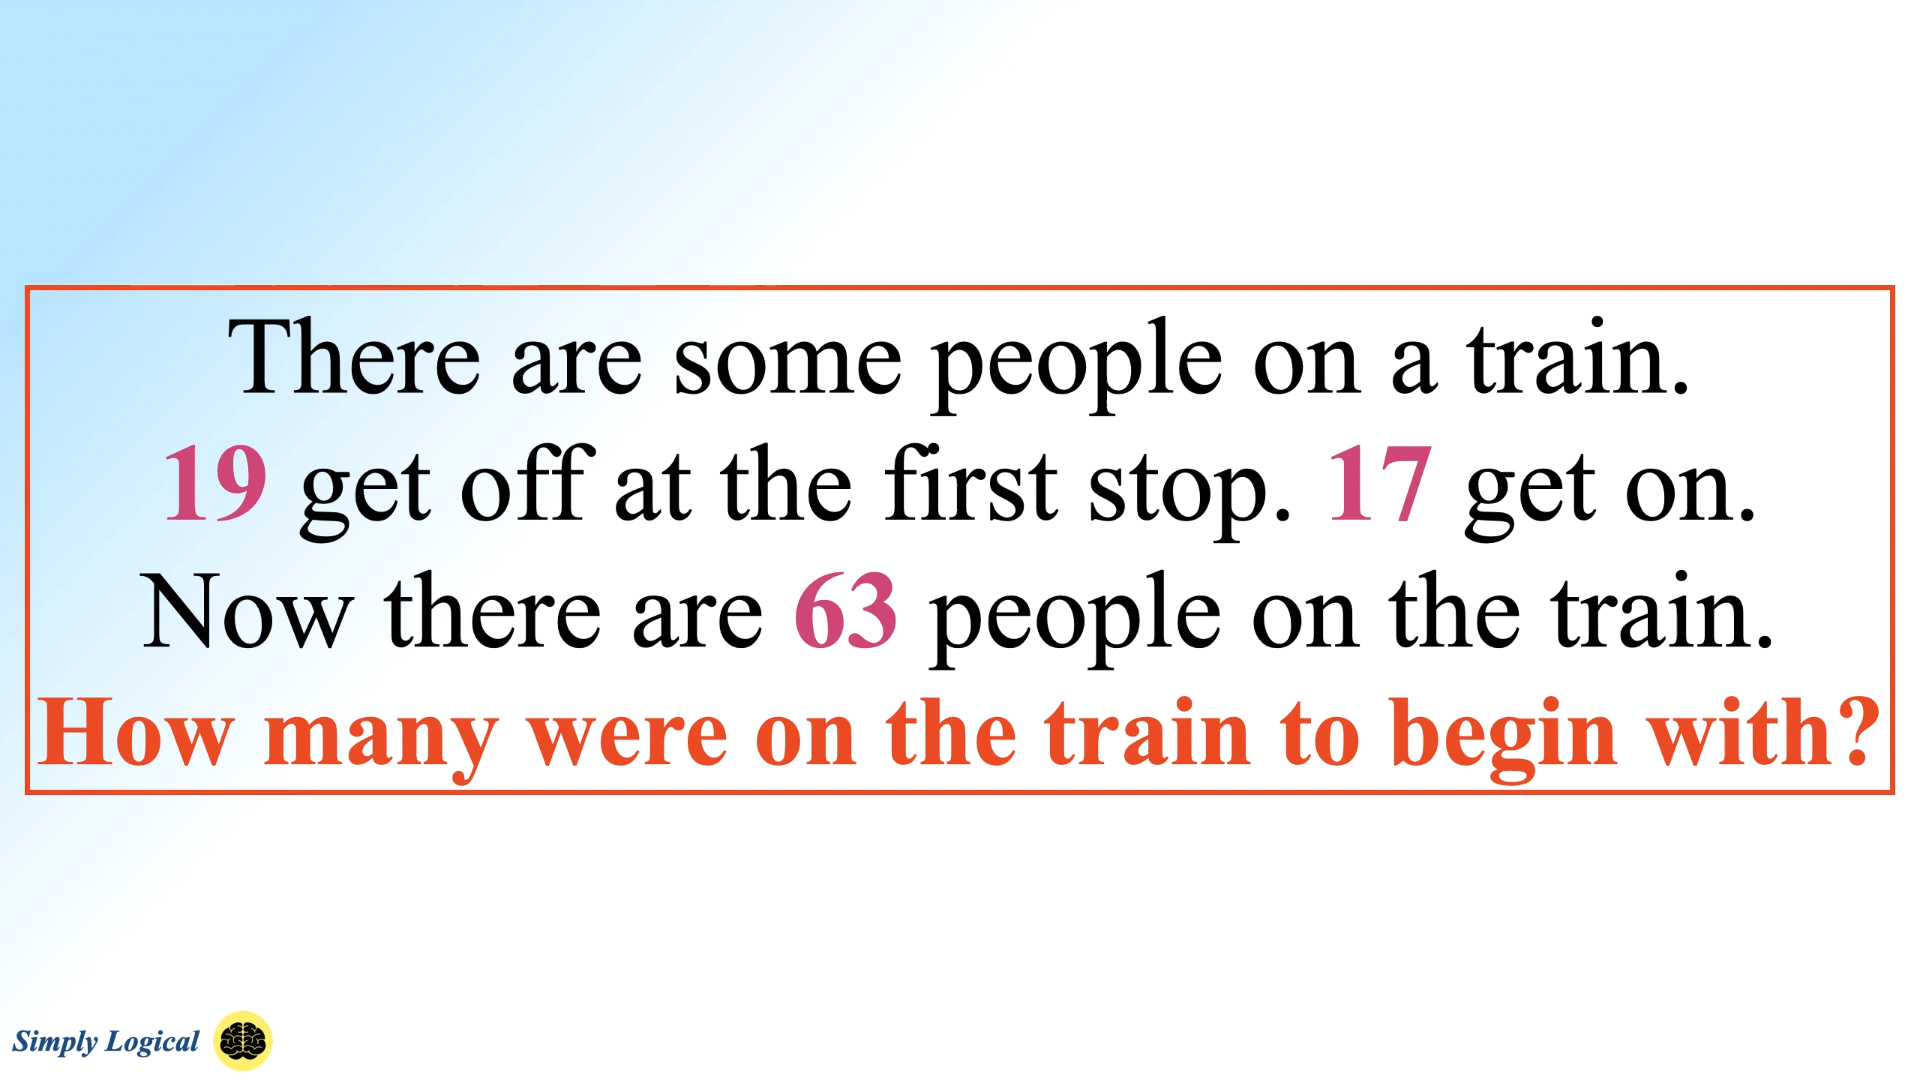 There are some people on a train.
19 get off at the first stop. 17 get on.
Now there are 63 people on the train.
How many were on the train to begin with?
Simply Logical